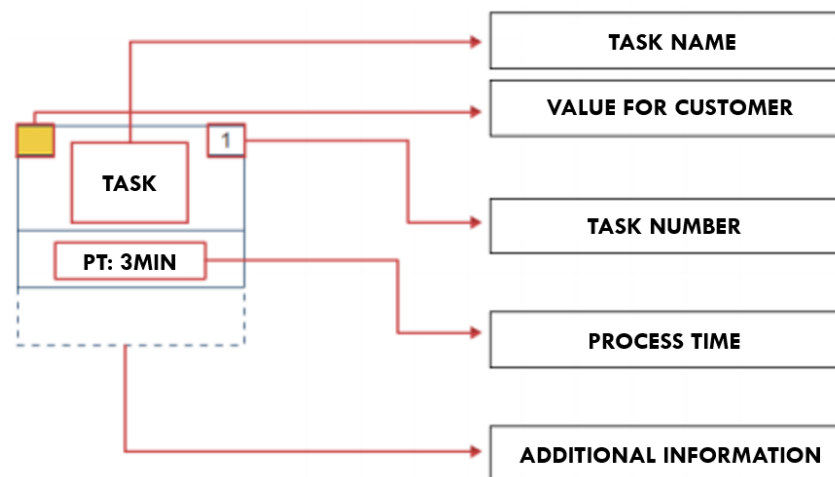 TASK NAME
VALUE FOR CUSTOMER
1
TASK
TASK NUMBER
PT: 3MIN
PROCESS TIME
ADDITIONAL INFORMATION